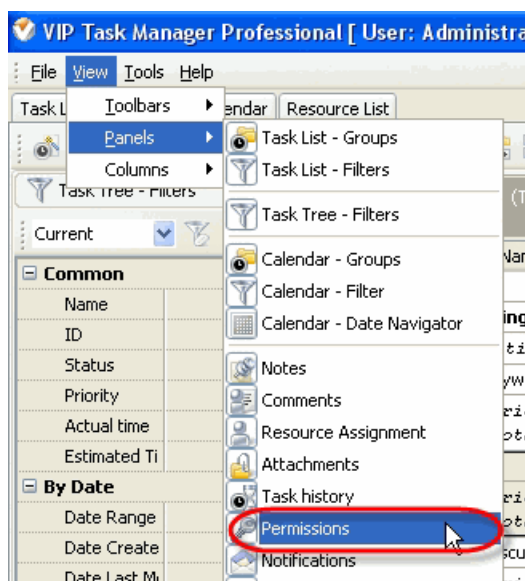 VIP Task Manager Professional [ User: Administra
File View Tools Help
Task L endar Resource List
Toolbars
Panels
Columns
Task List - Groups
Task List - Filters
Task Tree - Filters
Calendar - Groups
Calendar - Filter
Calendar - Date Navigator
Notes
Comments
Resource Assignment
Attachments
Task history
Permissions
Notifications
Task Tree - Filters
Current
Common
Name
ID
Status
Priority
Actual time
Estimated Ti
By Date
Date Range
Date Create
Date Last M